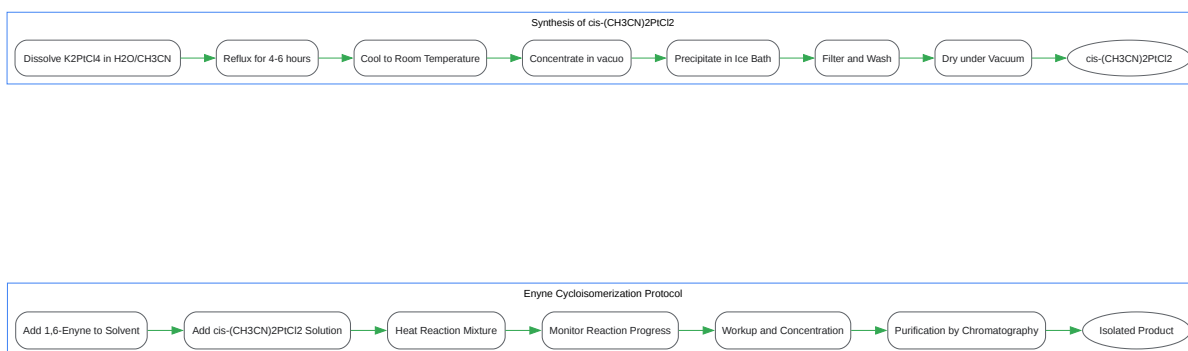 Synthesis of cis-(CH3CN)2PtCl2
Dissolve K2PtCl4 in H2O/CH3CN
Reflux for 4-6 hours
Cool to Room Temperature
Concentrate in vacuo
Precipitate in Ice Bath
Filter and Wash
Dry under Vacuum
cis-(CH3CN)2PtCl2
Enyne Cycloisomerization Protocol
Add 1,6-Enyne to Solvent
Add cis-(CH3CN)2PtCl2 Solution
Heat Reaction Mixture
Monitor Reaction Progress
Workup and Concentration
Purification by Chromatography
Isolated Product